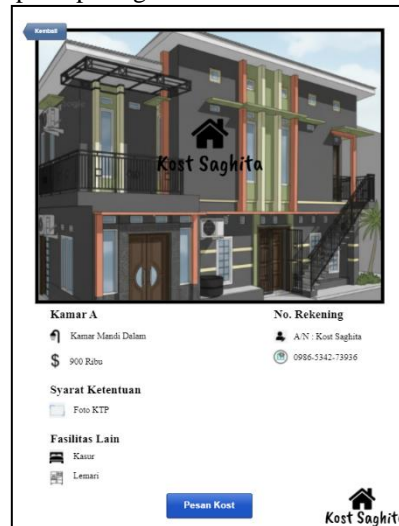 Kembali
Kost Saghita
Kamar A
Kamar Mandi Dalam
900 Ribu
Syarat Ketentuan
Foto KTP
Fasilitas Lain
Kasur
Lemari
No. Rekening
A/N : Kost Saghita
0986-5342-73936
Pesan Kost
Kost Saghita